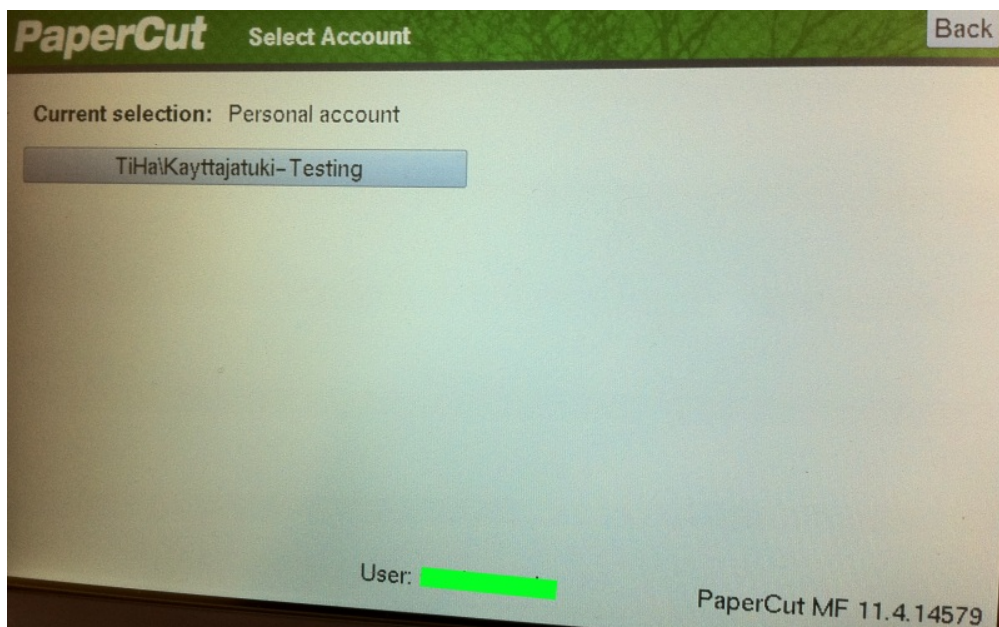 PaperCut Select Account Back
Current selection: Personal account
TiHa\Kayttajatuki-Testing
User:
PaperCut MF 11.4.14579